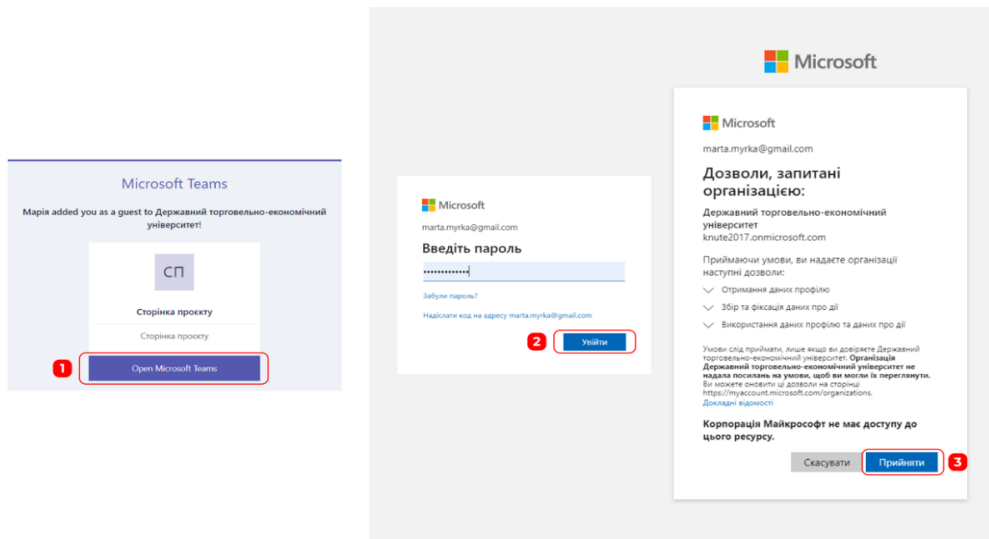 Microsoft Teams
Марія added you as a guest to Державний торговельно-економічний
університет!
СП
Сторінка проєкту
Сторінка проєкту
1
Open Microsoft Teams
Microsoft
marta.myrka@gmail.com
Введіть пароль
•••••••••••••
Забули пароль?
Надіслати код на адресу marta.myrka@gmail.com
2
Увійти
Microsoft
Microsoft
marta.myrka@gmail.com
Дозволи, запитані
організацією:
Державний торговельно-економічний
університет
knute2017.onmicrosoft.com
Приймаючи умови, ви надаєте організації
наступні дозволи:
Отримання даних профілю
Збір та фіксація даних про дії
Використання даних профілю та даних про дії
Умови слід приймати, лише якщо ви довіряєте Державний
торговельно-економічний університет. Організація
Державний торговельно-економічний університет не
надала посилань на умови, щоб ви могли їх переглянути.
Ви можете оновити ці дозволи на сторінці
https://myaccount.microsoft.com/organizations.
Докладні відомості
Корпорація Майкрософт не має доступу до
цього ресурсу.
Скасувати
Прийняти
3